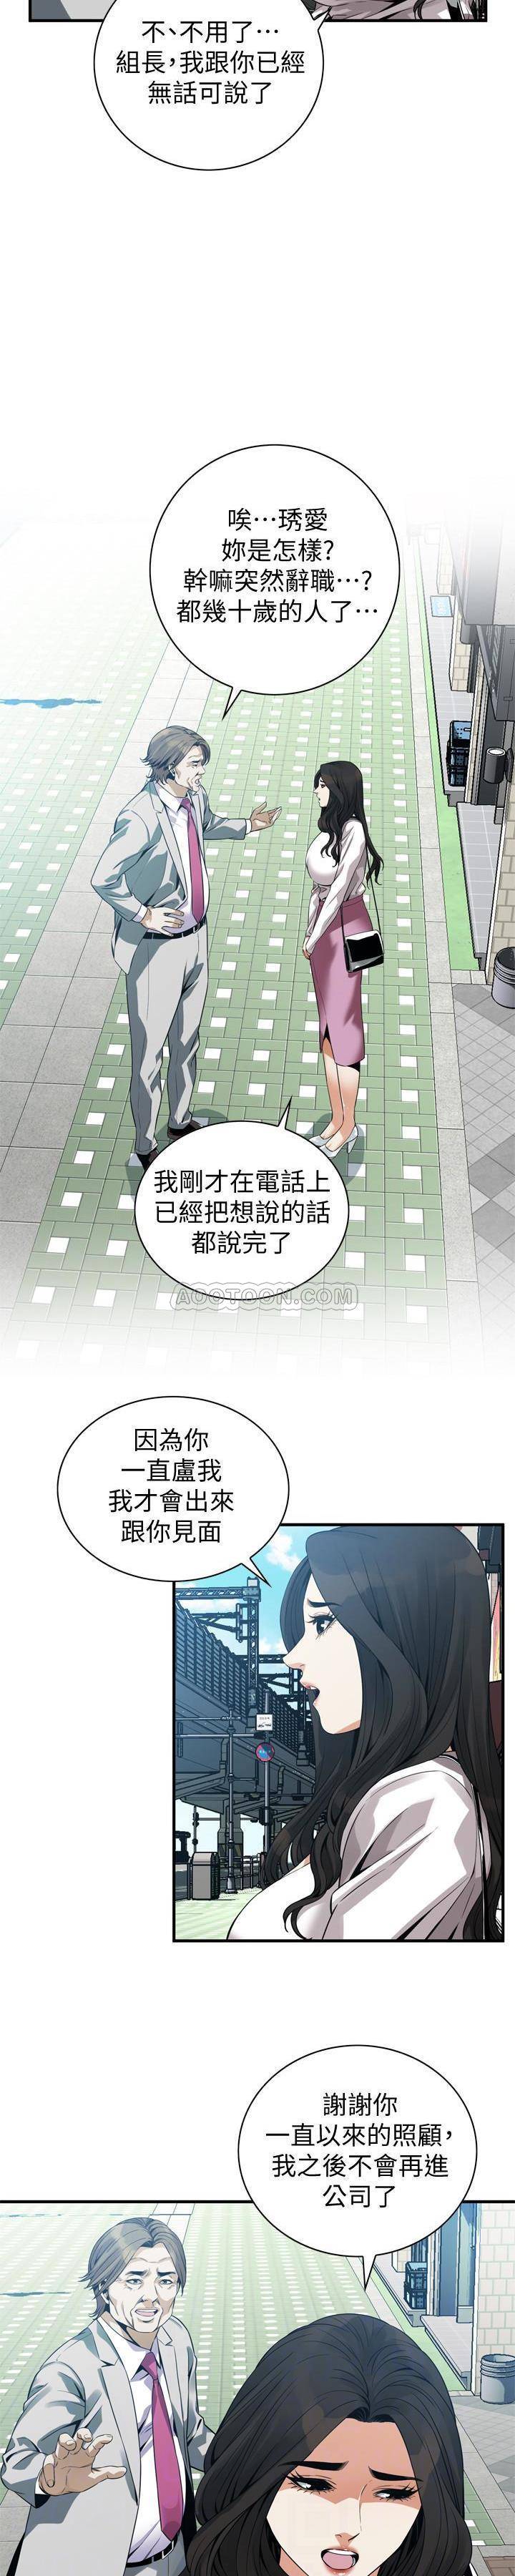 不、不用了…
組長，我跟你已經
無話可說了
唉…琇愛
妳是怎樣?
幹嘛突然辭職…?
都幾十歲的人了…
我剛才在電話上
已經把想說的話
都說完了
AOOTOON.COM
因為你
一直盧我
我才會出來
跟你見面
謝謝你
一直以來的照顧，
我之後不會再進
公司了